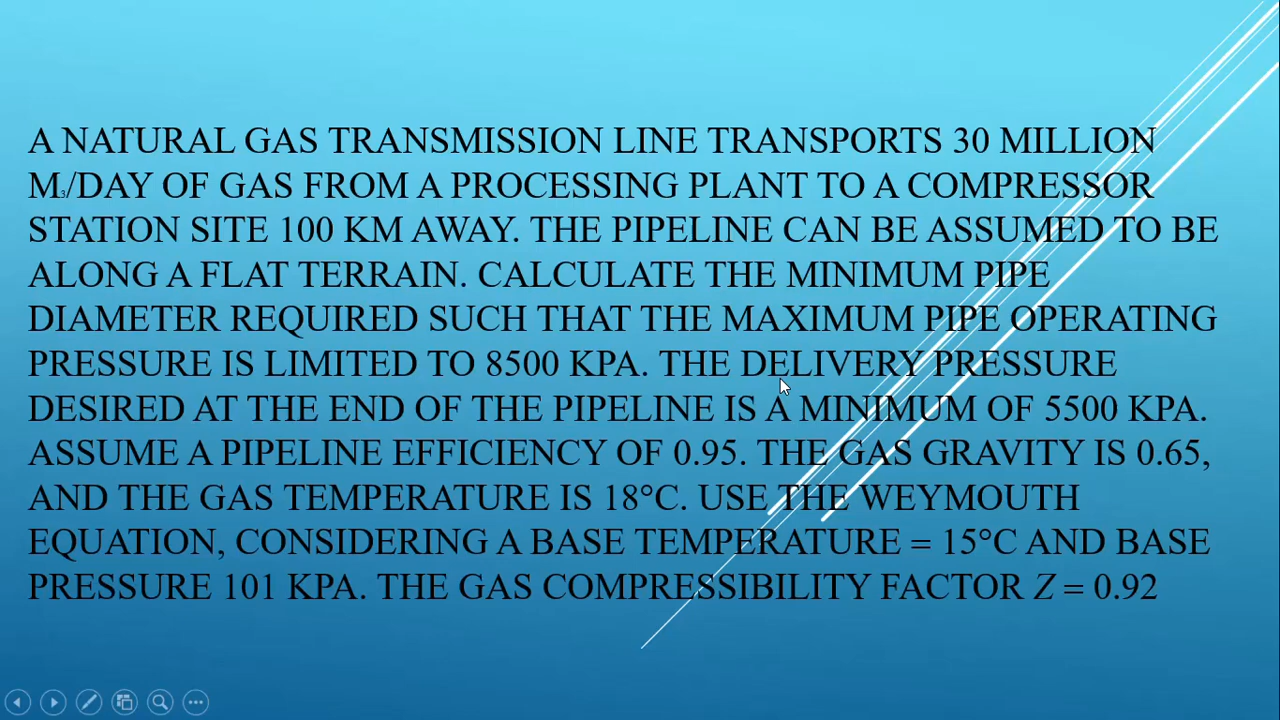 A NATURAL GAS TRANSMISSION LINE TRANSPORTS 30 MILLION
M3/DAY OF GAS FROM A PROCESSING PLANT TO A COMPRESSOR
STATION SITE 100 KM AWAY. THE PIPELINE CAN BE ASSUMED TO BE
ALONG A FLAT TERRAIN. CALCULATE THE MINIMUM PIPE
DIAMETER REQUIRED SUCH THAT THE MAXIMUM PIPE OPERATING
PRESSURE IS LIMITED TO 8500 KPA. THE DELIVERY PRESSURE
DESIRED AT THE END OF THE PIPELINE IS A MINIMUM OF 5500 KPA.
ASSUME A PIPELINE EFFICIENCY OF 0.95. THE GAS GRAVITY IS 0.65,
AND THE GAS TEMPERATURE IS 18°C. USE THE WEYMOUTH
EQUATION, CONSIDERING A BASE TEMPERATURE = 15°C AND BASE
PRESSURE 101 KPA. THE GAS COMPRESSIBILITY FACTOR Z = 0.92